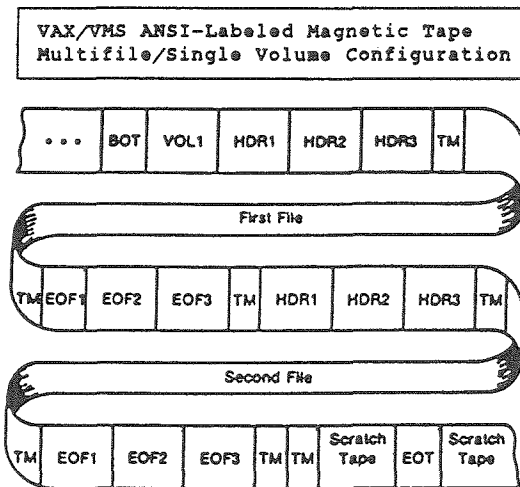 VAX/VMS ANSI-Labeled Magnetic Tape
Multifile/Single Volume Configuration
... BOT VOL1 HDR1 HDR2 HDR3 TM
First File
TM EOF1 EOF2 EOF3 TM HDR1 HDR2 HDR3 TM
Second File
TM EOF1 EOF2 EOF3 TM TM Scratch Tape EOT Scratch Tape